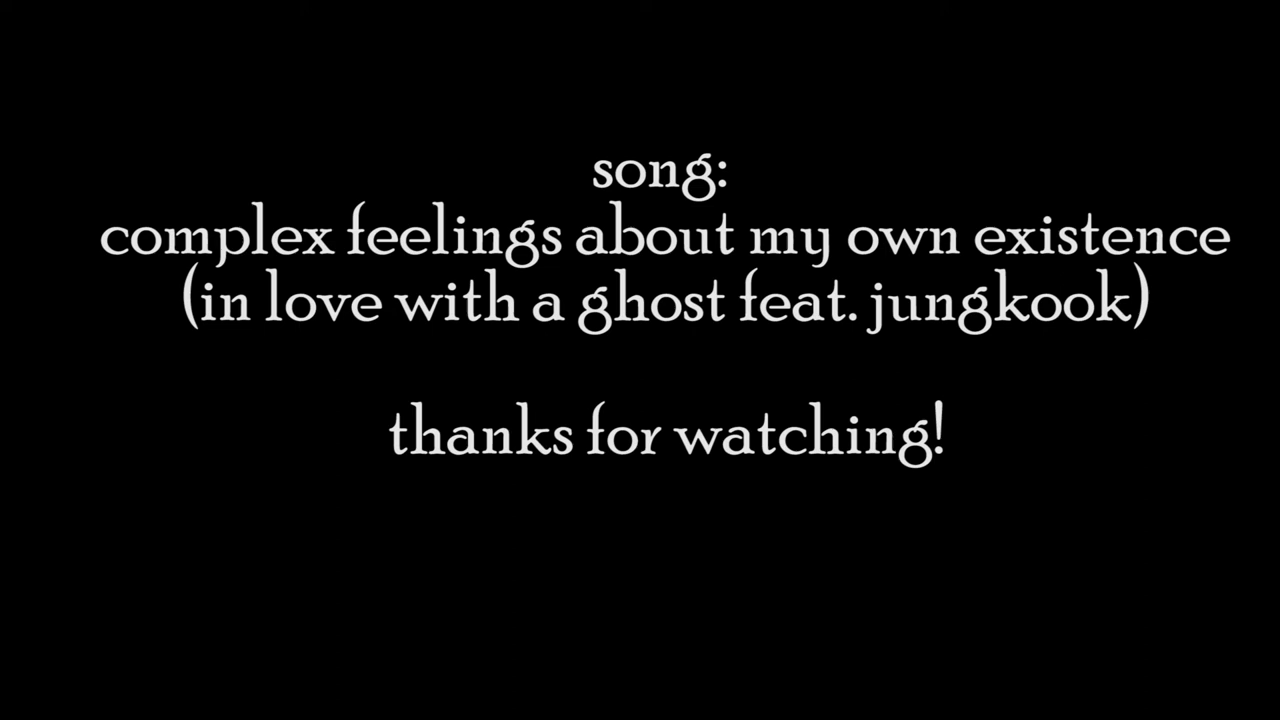 song:
complex feelings about my own existence
(in love with a ghost feat. jungkook)
thanks for watching!